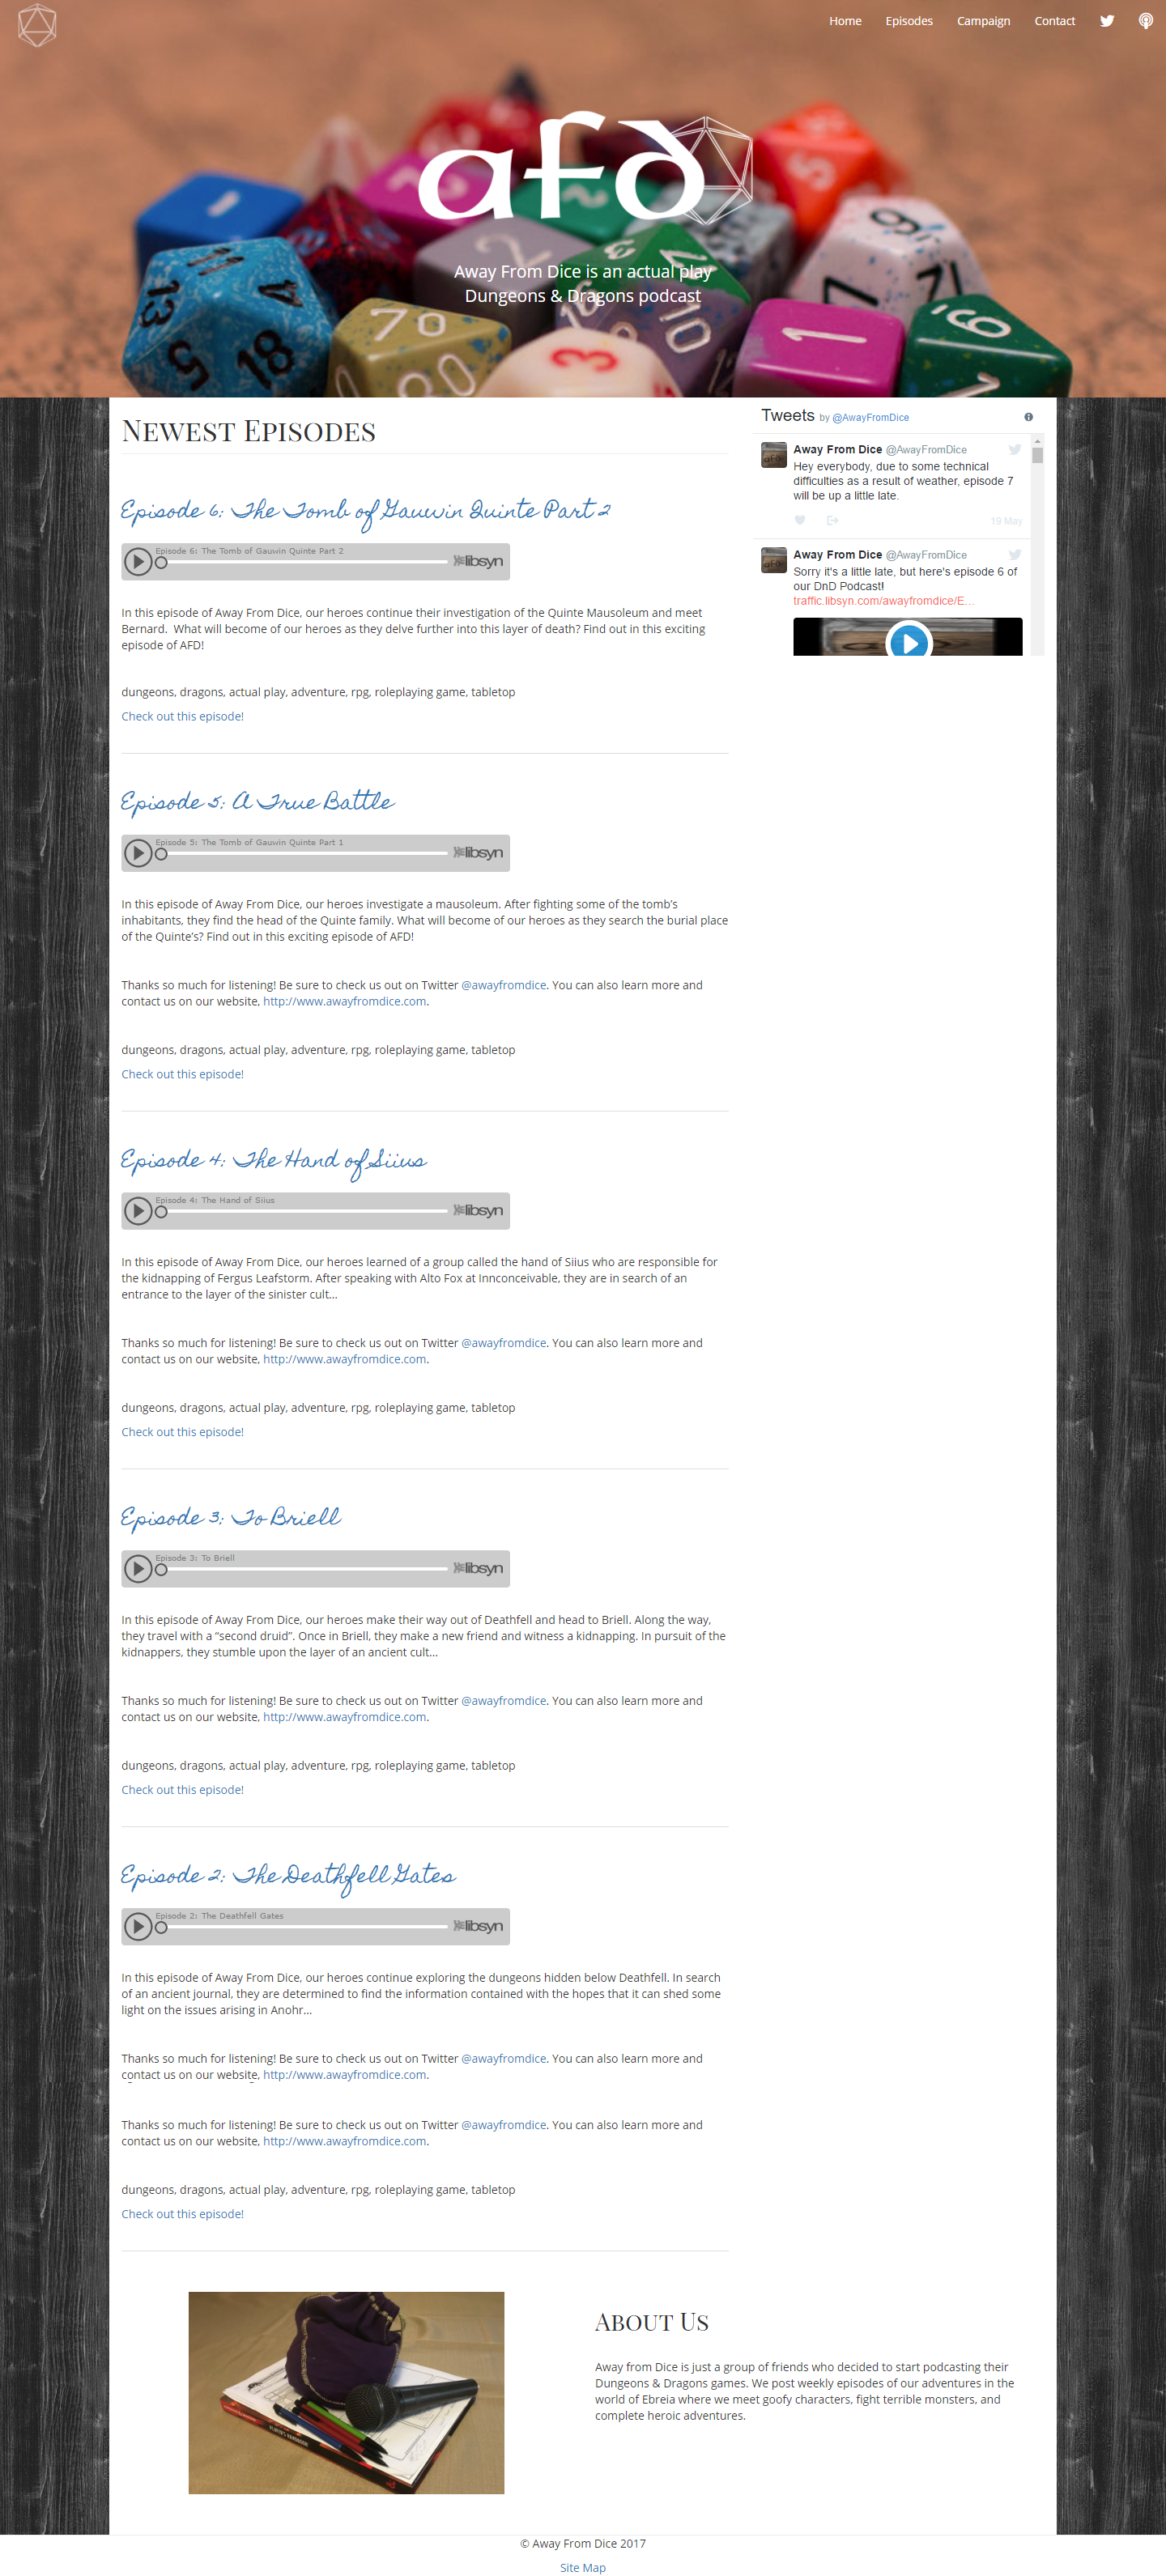 Home Episodes Campaign Contact
afd
Away From Dice is an actual play
Dungeons & Dragons podcast
Newest Episodes
Episode 6: The Tomb of Gauwin Quinte Part 2
Episode 6: The Tomb of Gauwin Quinte Part 2
libsyn
In this episode of Away From Dice, our heroes continue their investigation of the Quinte Mausoleum and meet
Bernard.  What will become of our heroes as they delve further into this layer of death? Find out in this exciting
episode of AFD!
dungeons, dragons, actual play, adventure, rpg, roleplaying game, tabletop
Check out this episode!
Episode 5: A True Battle
Episode 5: The Tomb of Gauwin Quinte Part 1
libsyn
In this episode of Away From Dice, our heroes investigate a mausoleum. After fighting some of the tomb’s
inhabitants, they find the head of the Quinte family. What will become of our heroes as they search the burial place
of the Quinte’s? Find out in this exciting episode of AFD!
Thanks so much for listening! Be sure to check us out on Twitter @awayfromdice. You can also learn more and
contact us on our website, http://www.awayfromdice.com.
dungeons, dragons, actual play, adventure, rpg, roleplaying game, tabletop
Check out this episode!
Episode 4: The Hand of Siius
Episode 4: The Hand of Siius
libsyn
In this episode of Away From Dice, our heroes learned of a group called the hand of Siius who are responsible for
the kidnapping of Fergus Leafstorm. After speaking with Alto Fox at Innconceivable, they are in search of an
entrance to the layer of the sinister cult...
Thanks so much for listening! Be sure to check us out on Twitter @awayfromdice. You can also learn more and
contact us on our website, http://www.awayfromdice.com.
dungeons, dragons, actual play, adventure, rpg, roleplaying game, tabletop
Check out this episode!
Episode 3: To Briell
Episode 3: To Briell
libsyn
In this episode of Away From Dice, our heroes make their way out of Deathfell and head to Briell. Along the way,
they travel with a “second druid”. Once in Briell, they make a new friend and witness a kidnapping. In pursuit of the
kidnappers, they stumble upon the layer of an ancient cult...
Thanks so much for listening! Be sure to check us out on Twitter @awayfromdice. You can also learn more and
contact us on our website, http://www.awayfromdice.com.
dungeons, dragons, actual play, adventure, rpg, roleplaying game, tabletop
Check out this episode!
Episode 2: The Deathfell Gates
Episode 2: The Deathfell Gates
libsyn
In this episode of Away From Dice, our heroes continue exploring the dungeons hidden below Deathfell. In search
of an ancient journal, they are determined to find the information contained with the hopes that it can shed some
light on the issues arising in Anohr...
Thanks so much for listening! Be sure to check us out on Twitter @awayfromdice. You can also learn more and
contact us on our website, http://www.awayfromdice.com.
Thanks so much for listening! Be sure to check us out on Twitter @awayfromdice. You can also learn more and
contact us on our website, http://www.awayfromdice.com.
dungeons, dragons, actual play, adventure, rpg, roleplaying game, tabletop
Check out this episode!
Tweets by @AwayFromDice
Away From Dice @AwayFromDice
Hey everybody, due to some technical
difficulties as a result of weather, episode 7
will be up a little late.
19 May
Away From Dice @AwayFromDice
Sorry it's a little late, but here's episode 6 of
our DnD Podcast!
traffic.libsyn.com/awayfromdice/E...
About Us
Away from Dice is just a group of friends who decided to start podcasting their
Dungeons & Dragons games. We post weekly episodes of our adventures in the
world of Ebreia where we meet goofy characters, fight terrible monsters, and
complete heroic adventures.
© Away From Dice 2017
Site Map